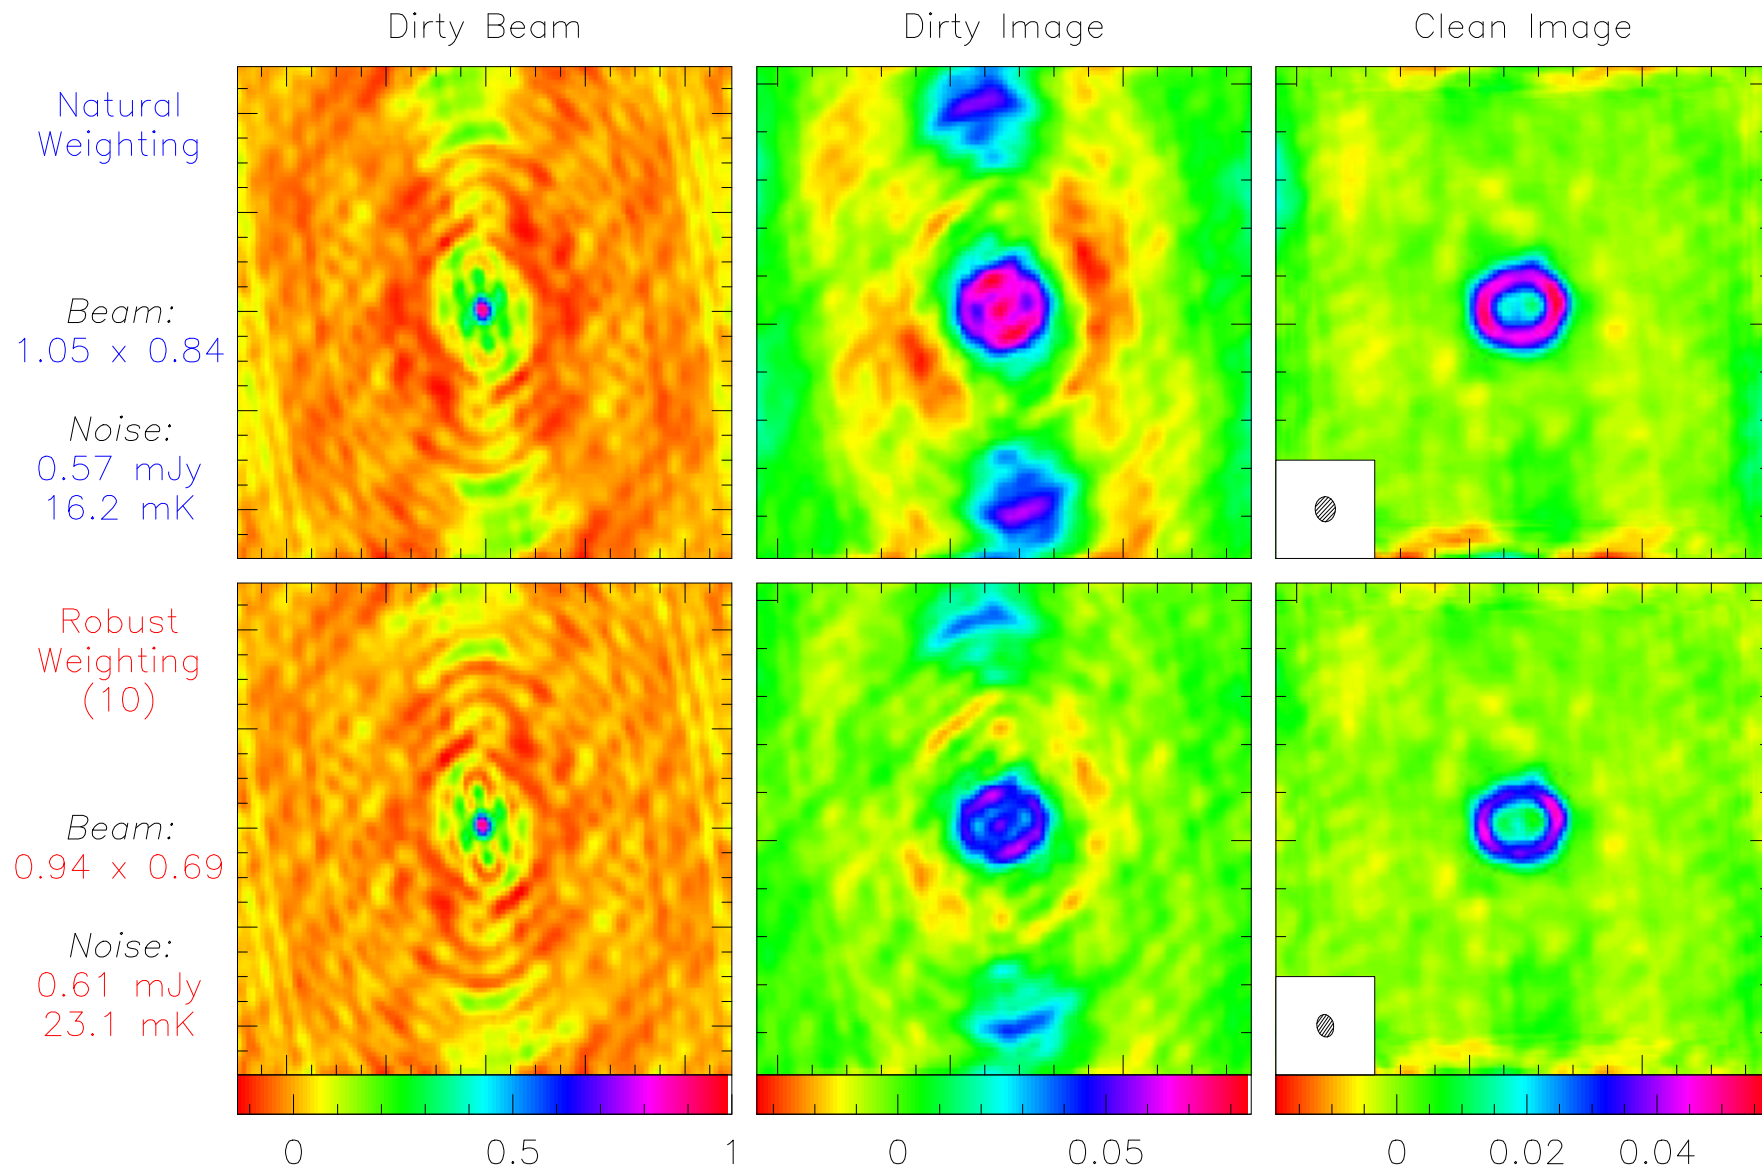 Dirty Beam
Dirty Image
Clean Image
Natural
Weighting
Beam:
1.05 x 0.84
Noise:
0.57 mJy
16.2 mK
Robust
Weighting
(10)
Beam:
0.94 x 0.69
Noise:
0.61 mJy
23.1 mK
0 0.5 1
0 0.05
0 0.02 0.04